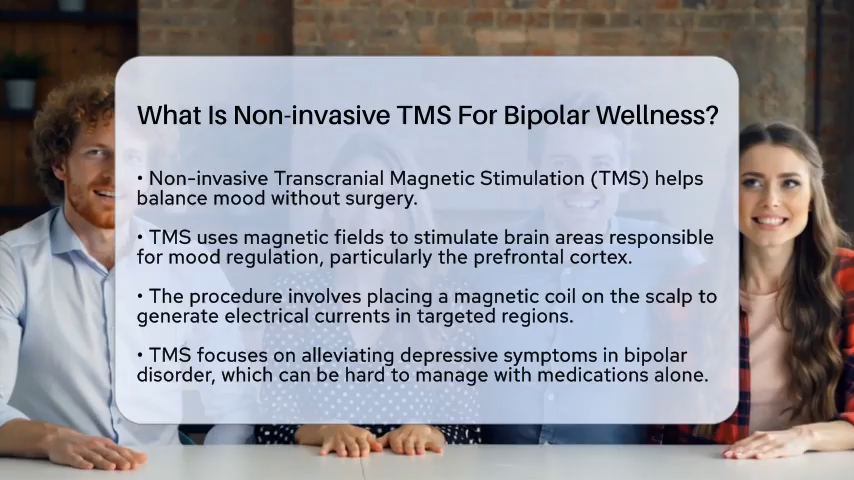 What Is Non-invasive TMS For Bipolar Wellness?
• Non-invasive Transcranial Magnetic Stimulation (TMS) helps
balance mood without surgery.
• TMS uses magnetic fields to stimulate brain areas responsible
for mood regulation, particularly the prefrontal cortex.
• The procedure involves placing a magnetic coil on the scalp to
generate electrical currents in targeted regions.
• TMS focuses on alleviating depressive symptoms in bipolar
disorder, which can be hard to manage with medications alone.